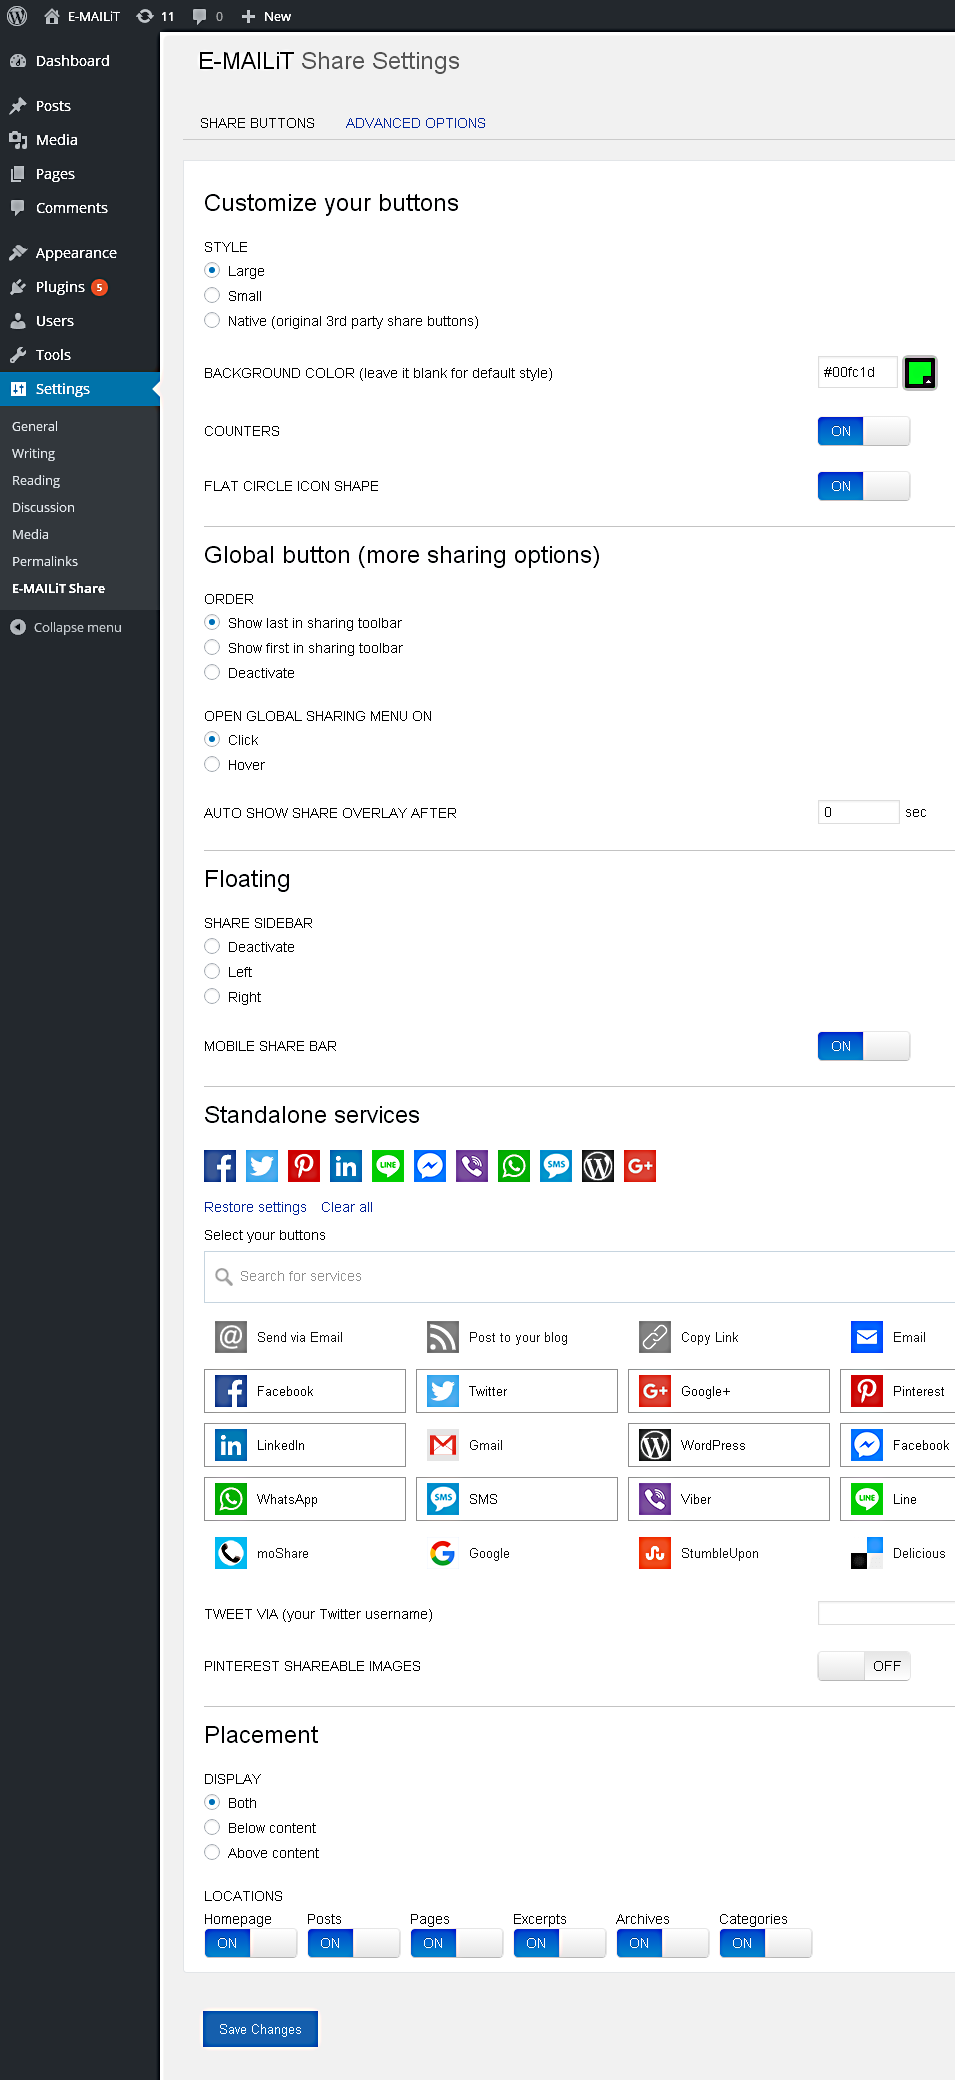 E-MAILiT 11 0 New
Dashboard
Posts
Media
Pages
Comments
Appearance
Plugins 5
Users
Tools
Settings
General
Writing
Reading
Discussion
Media
Permalinks
E-MAILiT Share
Collapse menu
E-MAILiT Share Settings
SHARE BUTTONS ADVANCED OPTIONS
Customize your buttons
STYLE
Large
Small
Native (original 3rd party share buttons)
BACKGROUND COLOR (leave it blank for default style) #00fc1d
COUNTERS ON
FLAT CIRCLE ICON SHAPE ON
Global button (more sharing options)
ORDER
Show last in sharing toolbar
Show first in sharing toolbar
Deactivate
OPEN GLOBAL SHARING MENU ON
Click
Hover
AUTO SHOW SHARE OVERLAY AFTER 0 sec
Floating
SHARE SIDEBAR
Deactivate
Left
Right
MOBILE SHARE BAR ON
Standalone services
in LINE SMS G+
Restore settings Clear all
Select your buttons
Search for services
Send via Email Post to your blog Copy Link Email
Facebook Twitter G+ Google+ Pinterest
in LinkedIn Gmail WordPress Facebook
WhatsApp SMS SMS Viber LINE Line
moShare Google StumbleUpon Delicious
TWEET VIA (your Twitter username)
PINTEREST SHAREABLE IMAGES OFF
Placement
DISPLAY
Both
Below content
Above content
LOCATIONS
Homepage Posts Pages Excerpts Archives Categories
ON ON ON ON ON ON
Save Changes